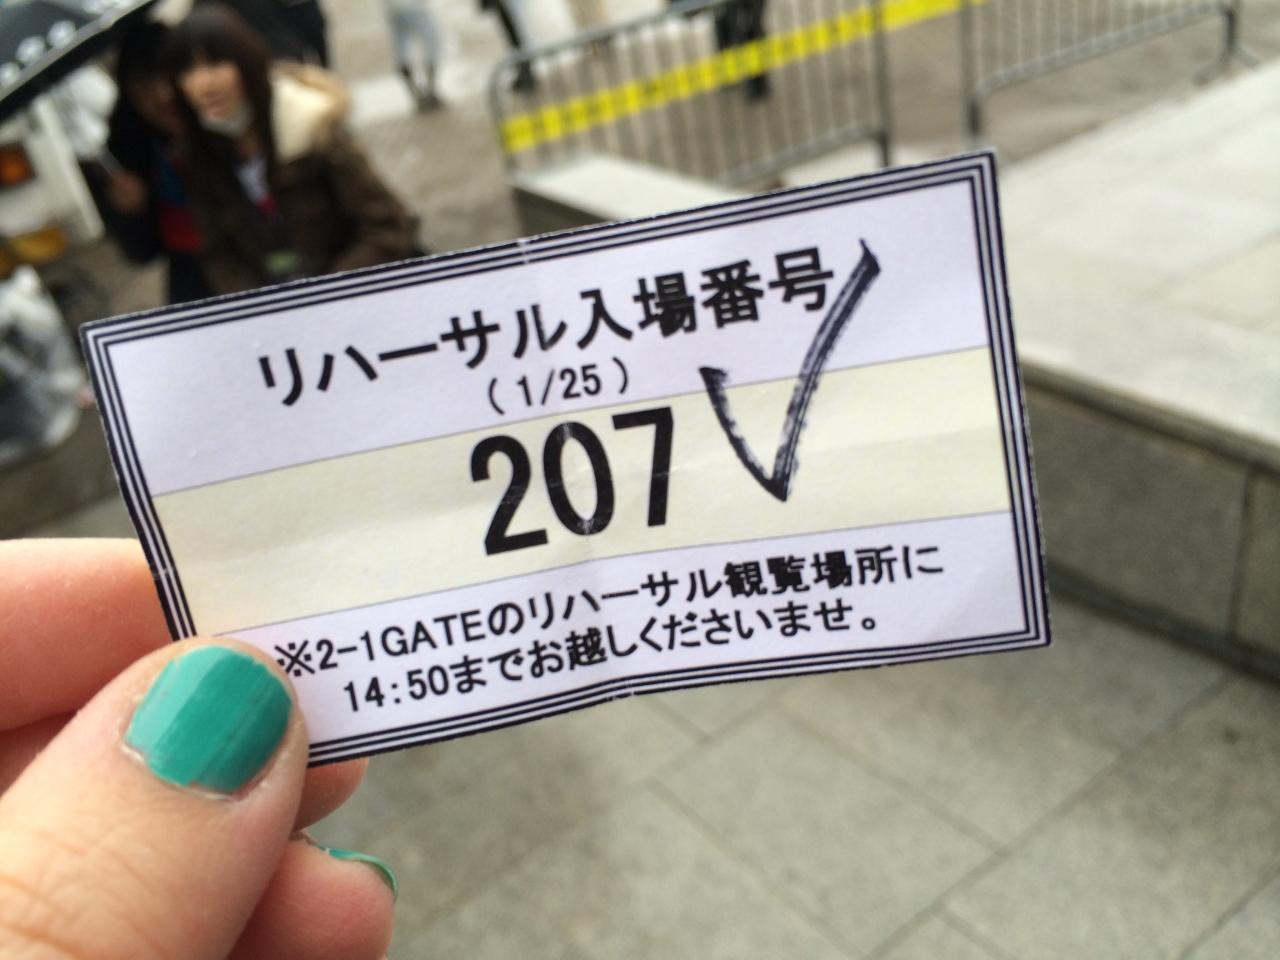 リハーサル入場番号
(1/25)
207
※2-1GATEのリハーサル観覧場所に
14:50までお越しくださいませ。